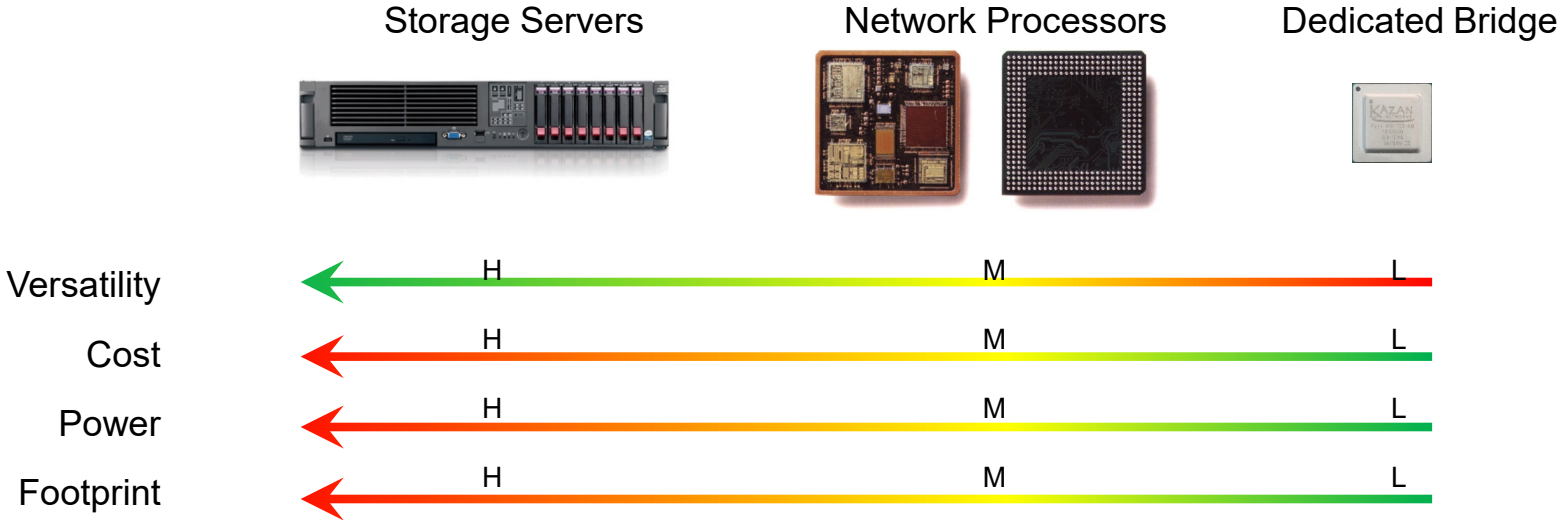 Storage Servers Network Processors Dedicated Bridge
KAZAN
Versatility H M L
Cost H M L
Power H M L
Footprint H M L